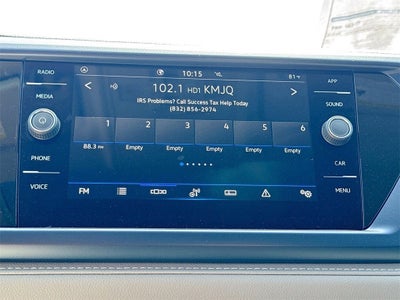 RADIO
MEDIA
PHONE
VOICE
10:15
81°F
102.1 HD1 KMJQ
IRS Problems? Call Success Tax Help Today
(832) 856-2974
1 2 3 4 5 6
88.3 FM Empty Empty Empty Empty Empty
FM
APP
SOUND
CAR
MENU